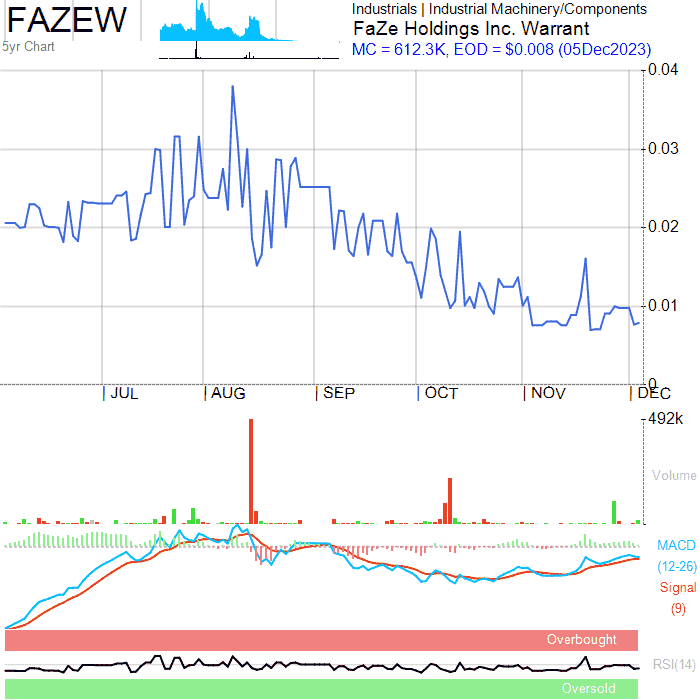 FAZEW
5yr Chart
Industrials | Industrial Machinery/Components
FaZe Holdings Inc. Warrant
MC = 612.3K, EOD = $0.008 (05Dec2023)
0.04
0.03
0.02
0.01
0
JUL AUG SEP OCT NOV DEC
492k
Volume
MACD
(12-26)
Signal
(9)
Overbought
RSI(14)
Oversold